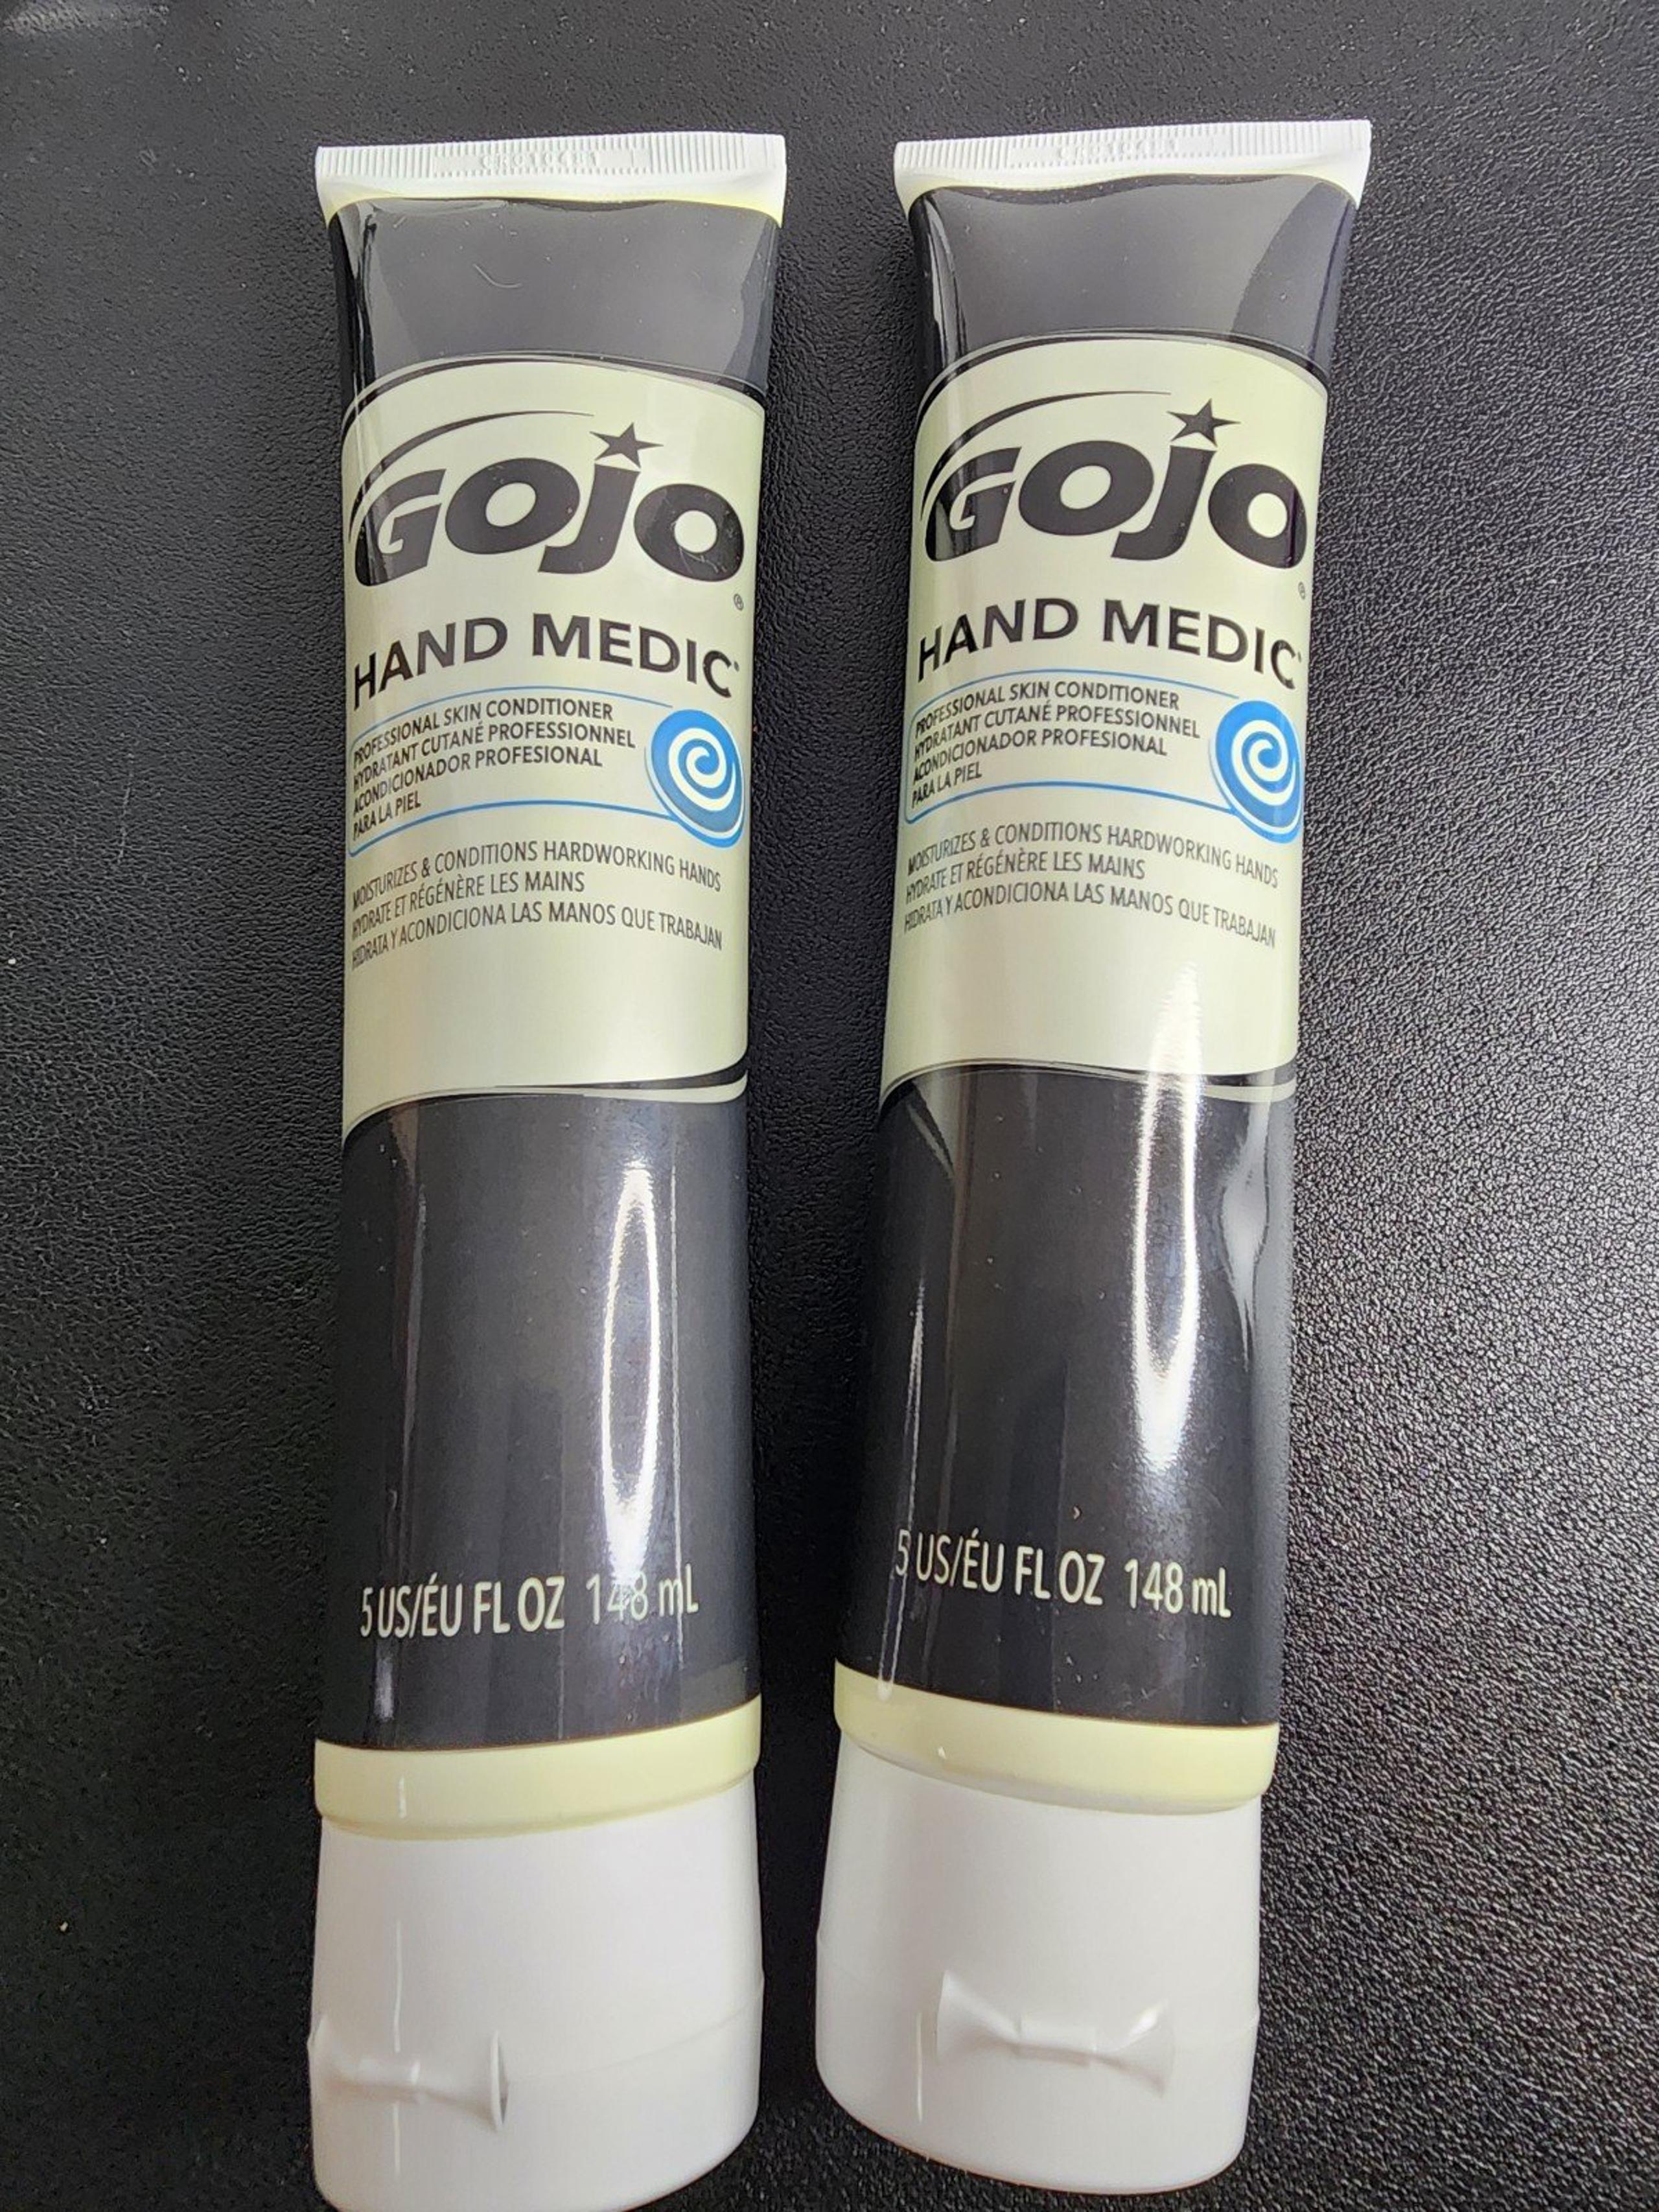 GOJO
®
HAND MEDIC®
PROFESSIONAL SKIN CONDITIONER
HYDRATANT CUTANÉ PROFESSIONNEL
ACONDICIONADOR PROFESIONAL
PARA LA PIEL
MOISTURIZES & CONDITIONS HARDWORKING HANDS
HYDRATE ET RÉGÉNÈRE LES MAINS
HIDRATA Y ACONDICIONA LAS MANOS QUE TRABAJAN
5 US/ÉU FL OZ 148 mL
GOJO
®
HAND MEDIC®
PROFESSIONAL SKIN CONDITIONER
HYDRATANT CUTANÉ PROFESSIONNEL
ACONDICIONADOR PROFESIONAL
PARA LA PIEL
MOISTURIZES & CONDITIONS HARDWORKING HANDS
HYDRATE ET RÉGÉNÈRE LES MAINS
HIDRATA Y ACONDICIONA LAS MANOS QUE TRABAJAN
5 US/ÉU FL OZ 148 mL